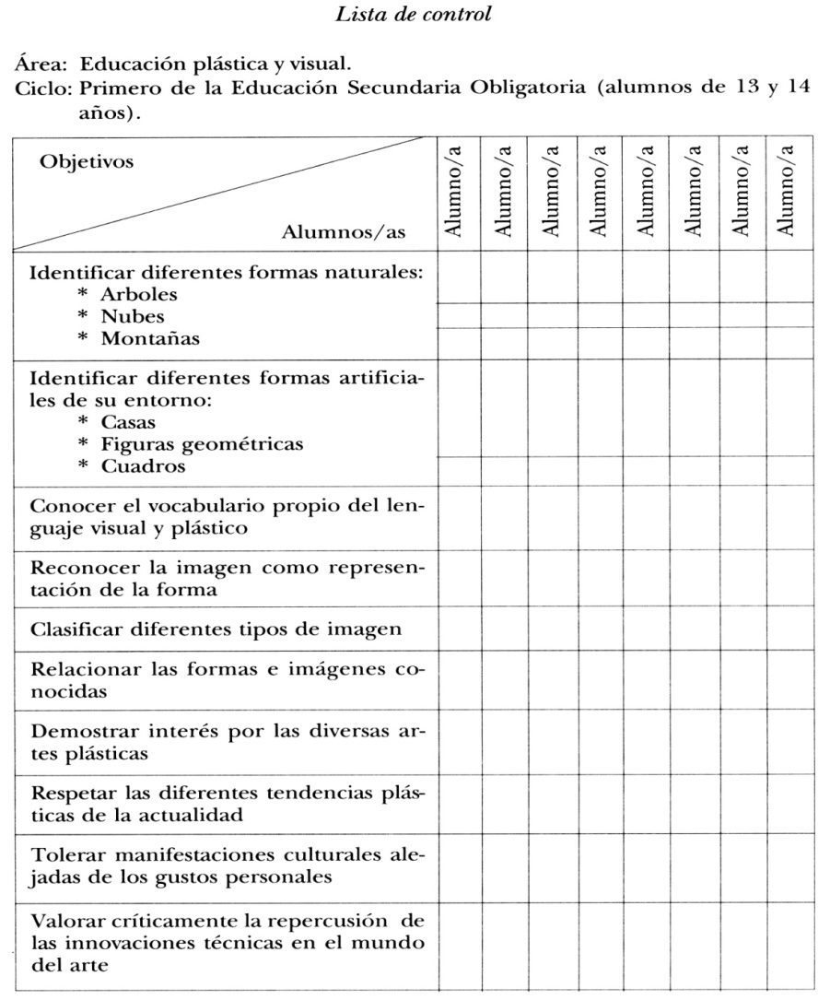 Lista de control
Área: Educación plástica y visual.
Ciclo: Primero de la Educación Secundaria Obligatoria (alumnos de 13 y 14
años).
Objetivos
Alumnos/as
Alumno/a
Alumno/a
Alumno/a
Alumno/a
Alumno/a
Alumno/a
Alumno/a
Alumno/a
Identificar diferentes formas naturales:
* Arboles
* Nubes
* Montañas
Identificar diferentes formas artificia-
les de su entorno:
* Casas
* Figuras geométricas
* Cuadros
Conocer el vocabulario propio del len-
guaje visual y plástico
Reconocer la imagen como represen-
tación de la forma
Clasificar diferentes tipos de imagen
Relacionar las formas e imágenes co-
nocidas
Demostrar interés por las diversas ar-
tes plásticas
Respetar las diferentes tendencias plás-
ticas de la actualidad
Tolerar manifestaciones culturales ale-
jadas de los gustos personales
Valorar críticamente la repercusión de
las innovaciones técnicas en el mundo
del arte